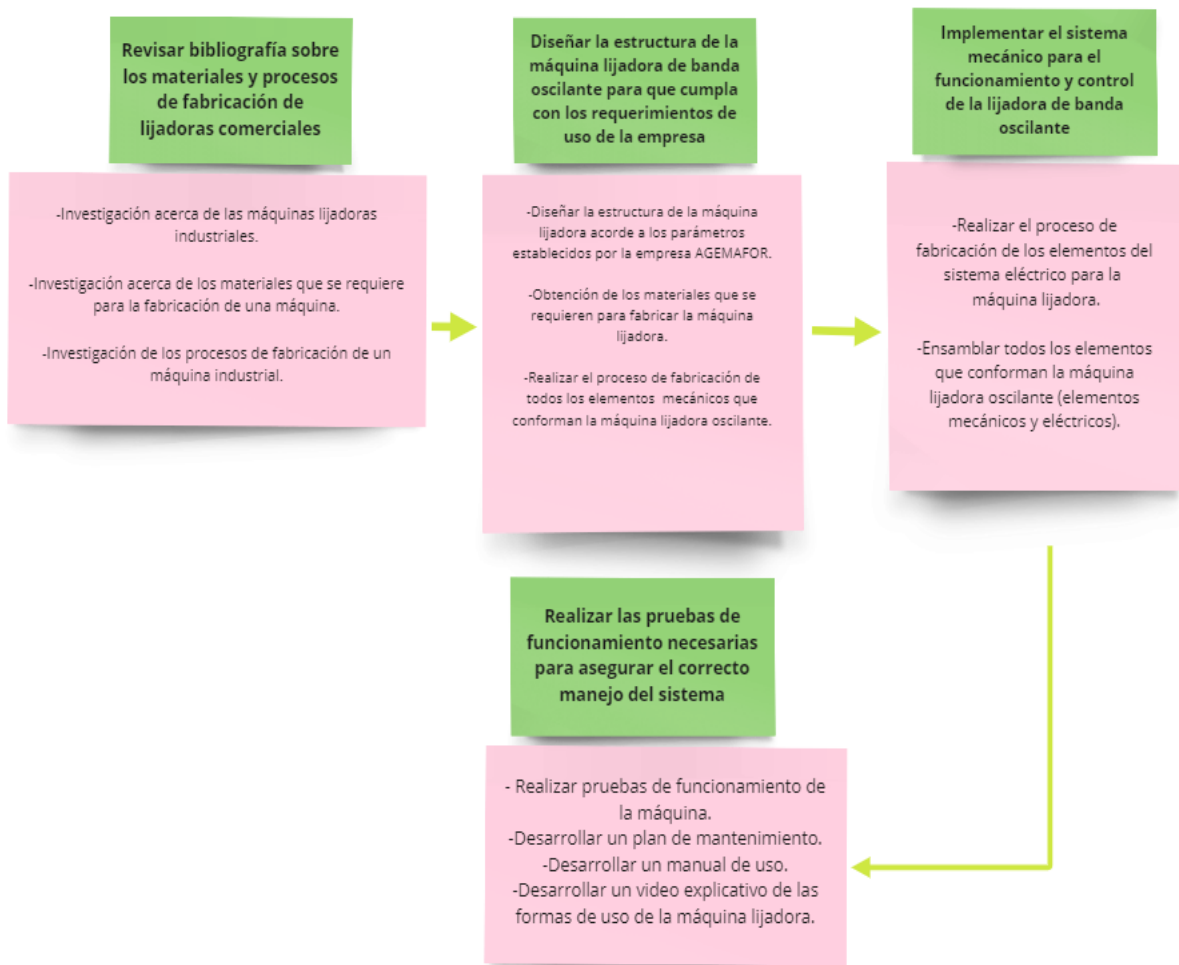 Revisar bibliografía sobre
los materiales y procesos
de fabricación de
lijadoras comerciales
-Investigación acerca de las máquinas lijadoras
industriales.
-Investigación acerca de los materiales que se requiere
para la fabricación de una máquina.
-Investigación de los procesos de fabricación de un
máquina industrial.
Diseñar la estructura de la
máquina lijadora de banda
oscilante para que cumpla
con los requerimientos de
uso de la empresa
-Diseñar la estructura de la máquina
lijadora acorde a los parámetros
establecidos por la empresa AGEMAFOR.
-Obtención de los materiales que se
requieren para fabricar la máquina
lijadora.
-Realizar el proceso de fabricación de
todos los elementos mecánicos que
conforman la máquina lijadora oscilante.
Implementar el sistema
mecánico para el
funcionamiento y control
de la lijadora de banda
oscilante
-Realizar el proceso de
fabricación de los elementos del
sistema eléctrico para la
máquina lijadora.
-Ensamblar todos los elementos
que conforman la máquina
lijadora oscilante (elementos
mecánicos y eléctricos).
Realizar las pruebas de
funcionamiento necesarias
para asegurar el correcto
manejo del sistema
- Realizar pruebas de funcionamiento de
la máquina.
-Desarrollar un plan de mantenimiento.
-Desarrollar un manual de uso.
-Desarrollar un video explicativo de las
formas de uso de la máquina lijadora.